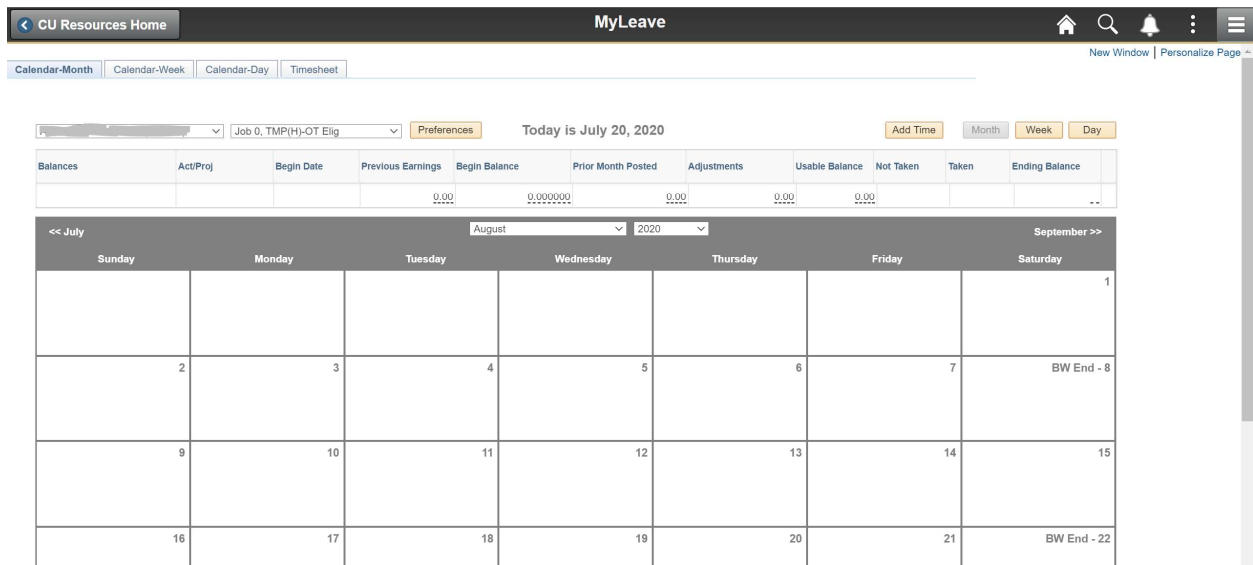 CU Resources Home MyLeave
New Window | Personalize Page
Calendar-Month Calendar-Week Calendar-Day Timesheet
Job 0, TMP(H)-OT Elig Preferences Today is July 20, 2020 Add Time Month Week Day
Balances Act/Proj Begin Date Previous Earnings Begin Balance Prior Month Posted Adjustments Usable Balance Not Taken Taken Ending Balance
0.00 0.000000 0.00 0.00 0.00 --
<< July August 2020 September >>
Sunday Monday Tuesday Wednesday Thursday Friday Saturday
1
2 3 4 5 6 7 BW End - 8
9 10 11 12 13 14 15
16 17 18 19 20 21 BW End - 22